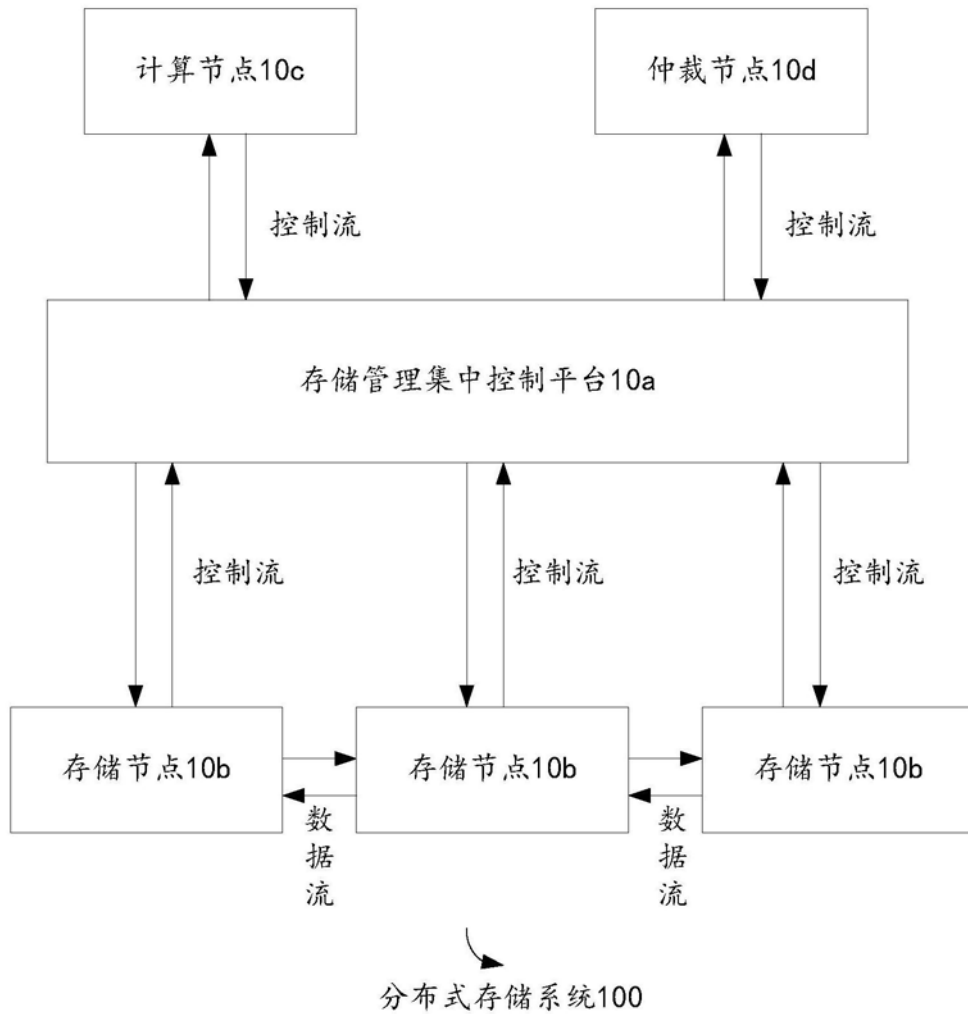 计算节点10c
仲裁节点10d
控制流
控制流
存储管理集中控制平台10a
控制流
控制流
控制流
存储节点10b
存储节点10b
存储节点10b
数据流
数据流
分布式存储系统100